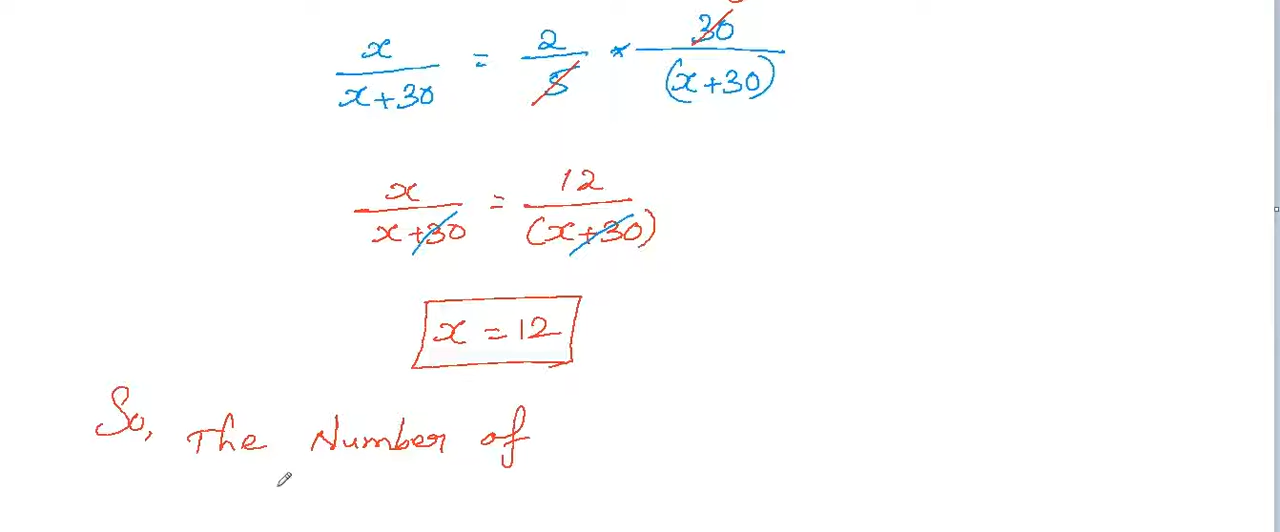 x/(x+30) = 2/5 * 30/(x+30)
x/(x+30) = 12/(x+30)
x = 12
So, The Number of